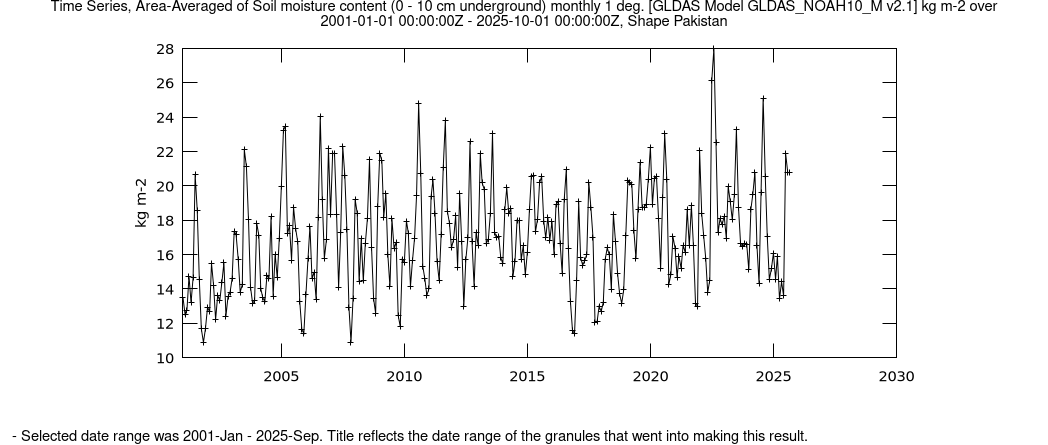 Time Series, Area-Averaged of Soil moisture content (0 - 10 cm underground) monthly 1 deg. [GLDAS Model GLDAS_NOAH10_M v2.1] kg m-2 over
2001-01-01 00:00:00Z - 2025-10-01 00:00:00Z, Shape Pakistan
28
26
24
22
20
18
16
14
12
10
kg m-2
2005 2010 2015 2020 2025 2030
- Selected date range was 2001-Jan - 2025-Sep. Title reflects the date range of the granules that went into making this result.